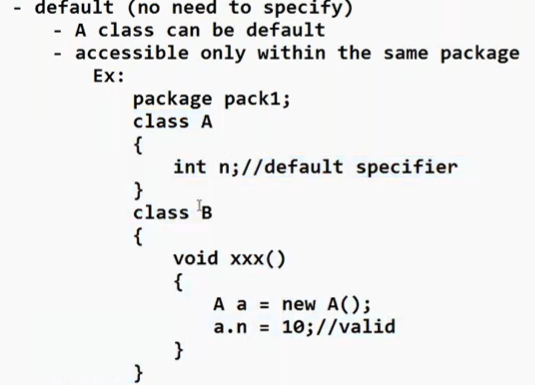 - default (no need to specify)
- A class can be default
- accessible only within the same package
Ex:
package pack1;
class A
{
int n;//default specifier
}
class B
{
void xxx()
{
A a = new A();
a.n = 10;//valid
}
}